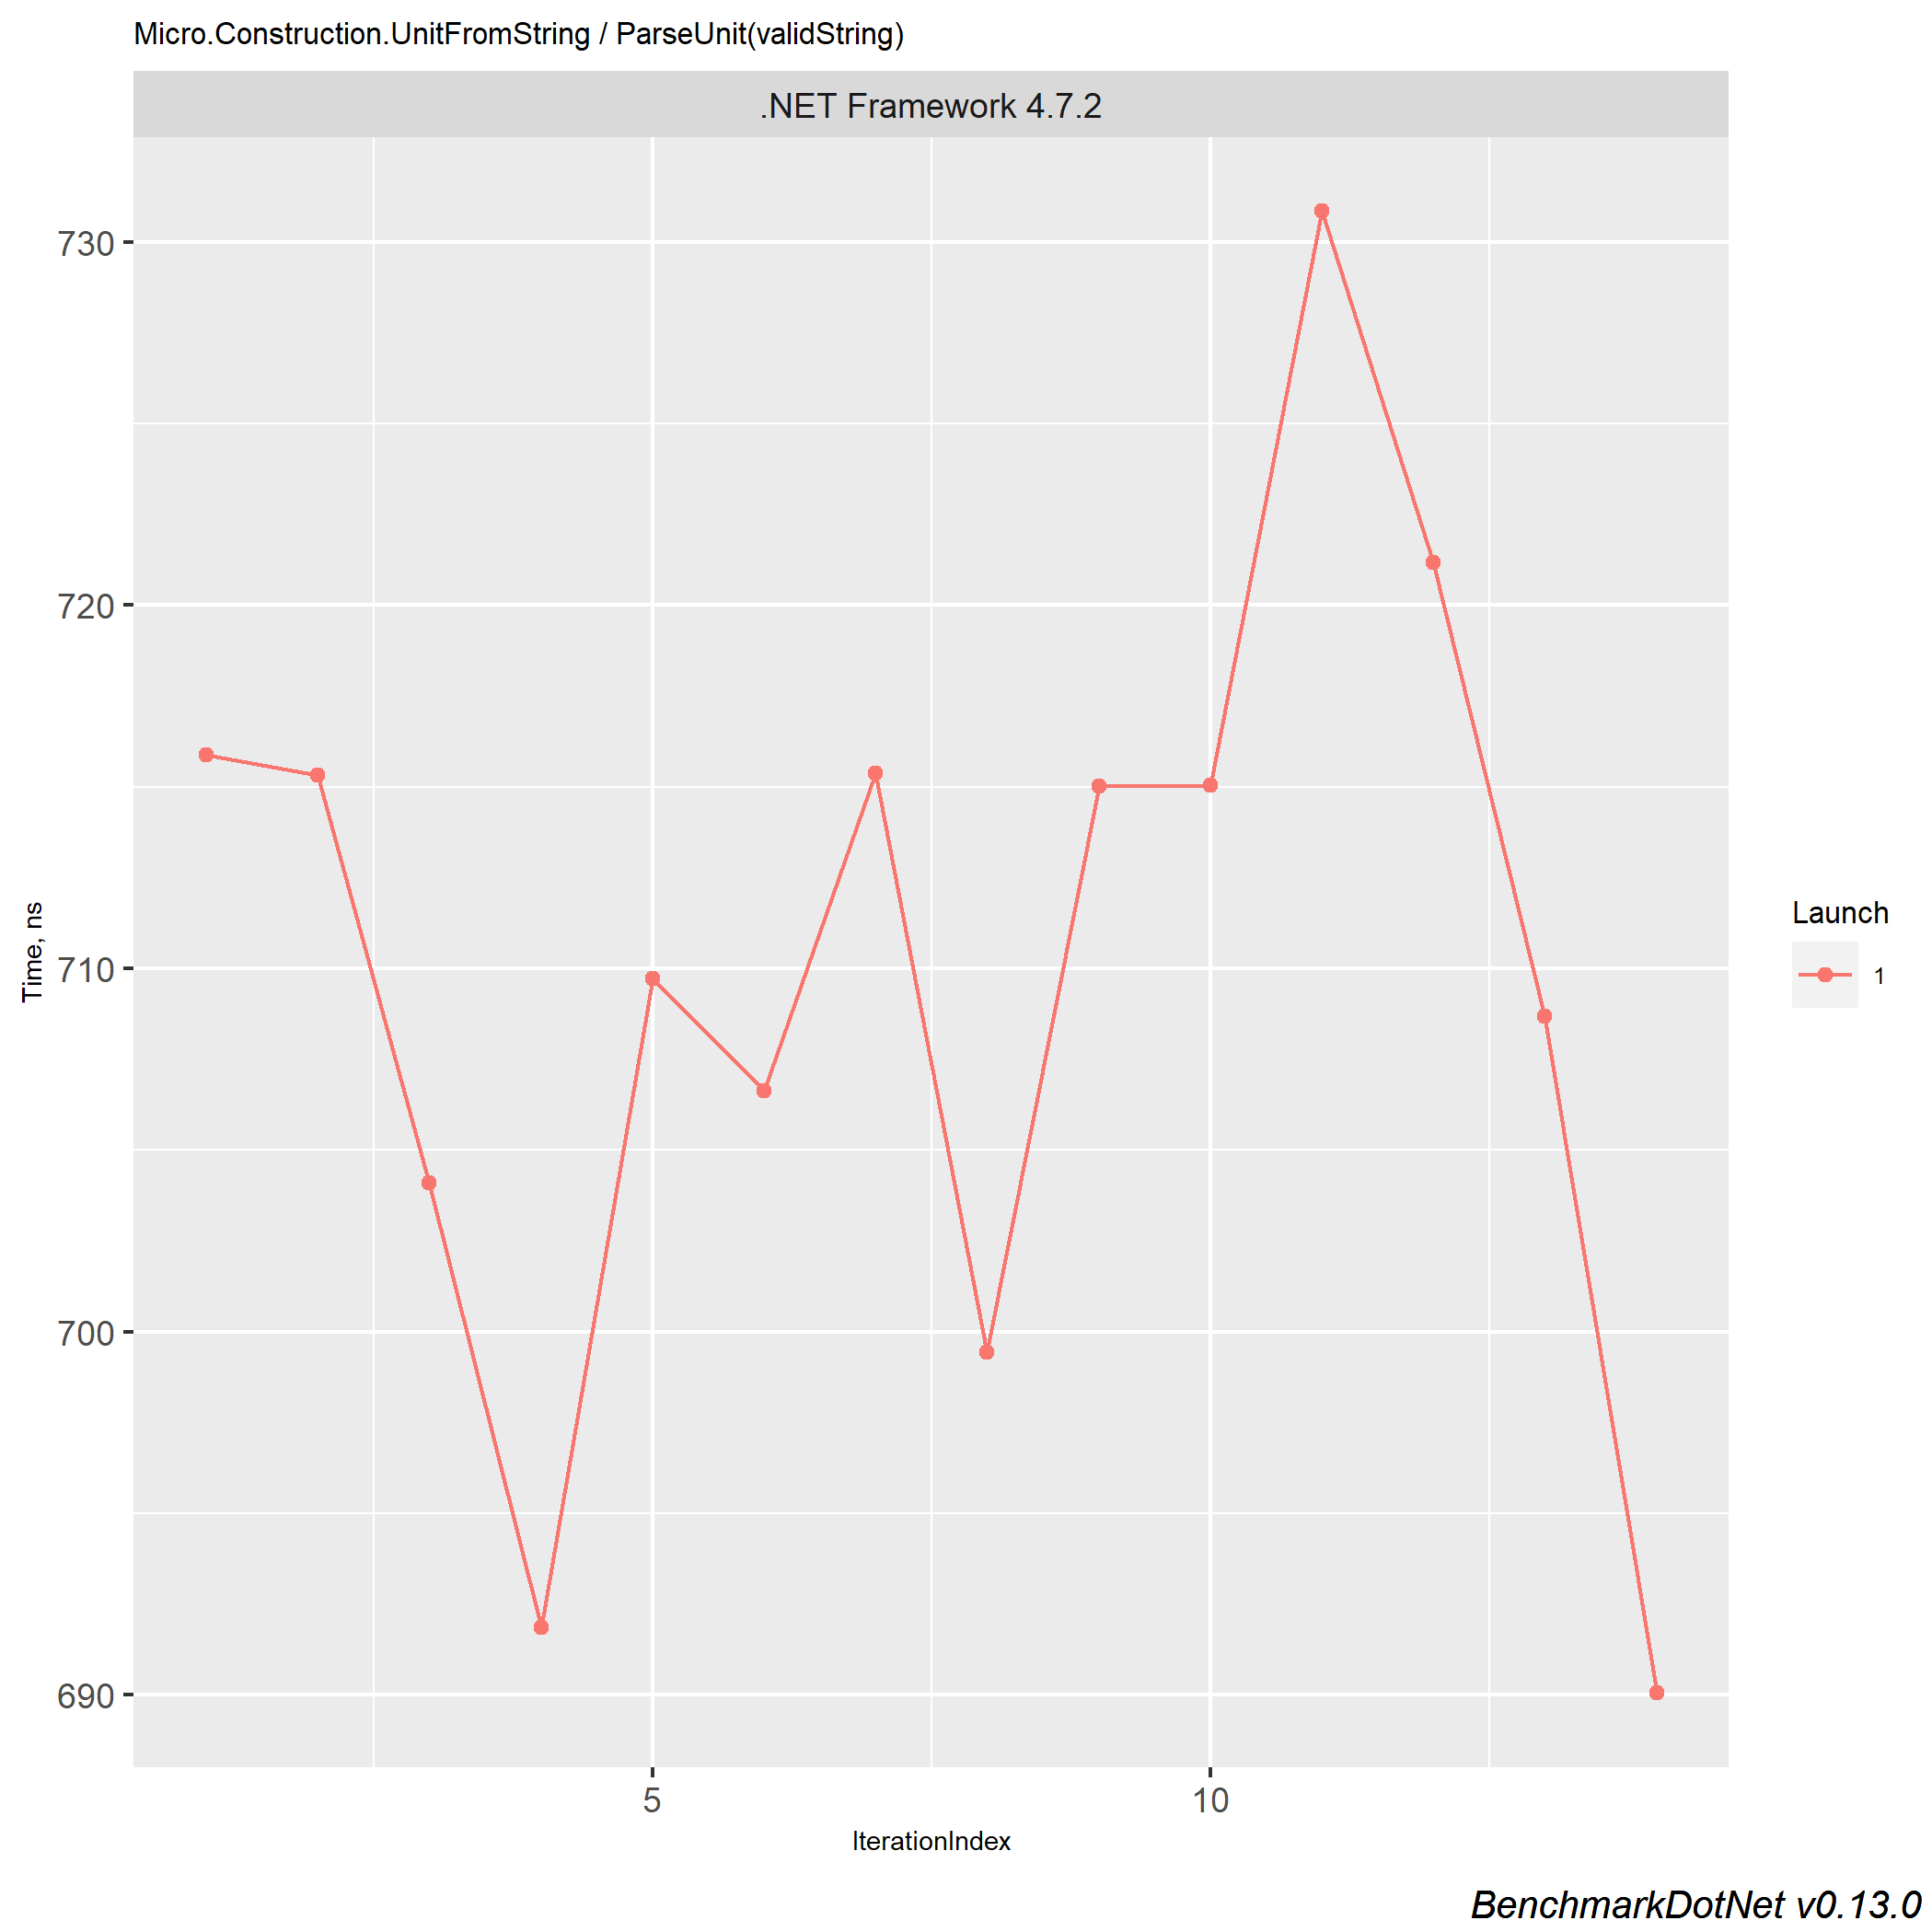 Micro.Construction.UnitFromString / ParseUnit(validString)
.NET Framework 4.7.2
730
720
710
700
690
Time, ns
5
10
IterationIndex
Launch
1
BenchmarkDotNet v0.13.0